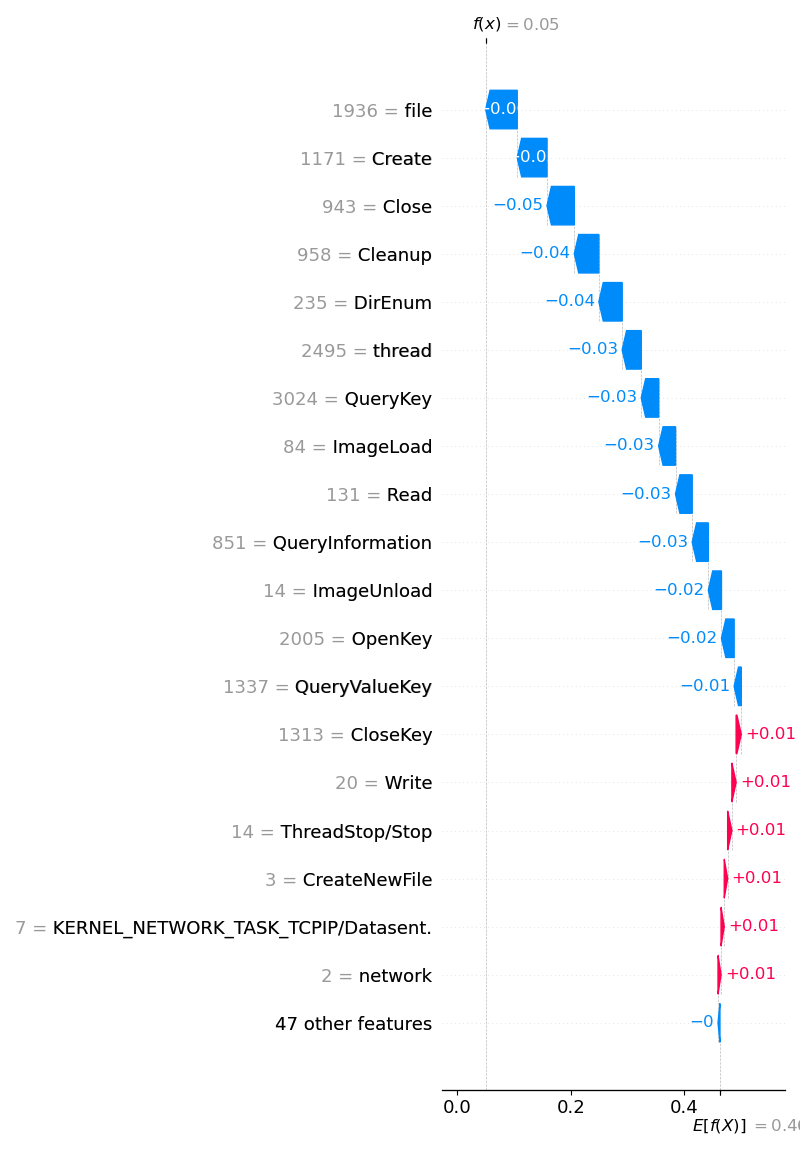 f(x) = 0.05
1936 = file
−0.0
1171 = Create
−0.0
943 = Close
−0.05
958 = Cleanup
−0.04
235 = DirEnum
−0.04
2495 = thread
−0.03
3024 = QueryKey
−0.03
84 = ImageLoad
−0.03
131 = Read
−0.03
851 = QueryInformation
−0.03
14 = ImageUnload
−0.02
2005 = OpenKey
−0.02
1337 = QueryValueKey
−0.01
1313 = CloseKey
+0.01
20 = Write
+0.01
14 = ThreadStop/Stop
+0.01
3 = CreateNewFile
+0.01
7 = KERNEL_NETWORK_TASK_TCPIP/Datasent.
+0.01
2 = network
+0.01
47 other features
−0
0.0 0.2 0.4
E[f(X)] = 0.46